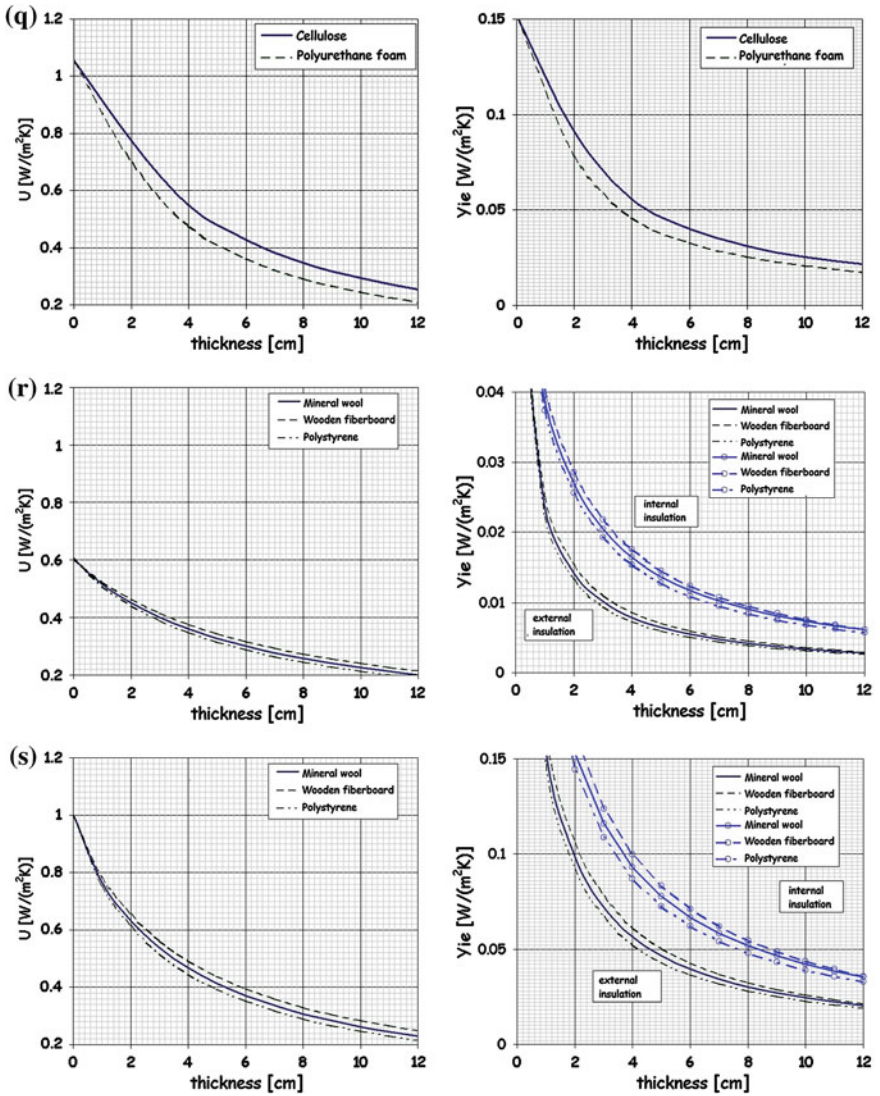 (q)
U [W/(m²K)]
1.2
1
0.8
0.6
0.4
0.2
0 2 4 6 8 10 12
thickness [cm]
Cellulose
Polyurethane foam
Yie [W/(m²K)]
0.15
0.1
0.05
0
0 2 4 6 8 10 12
thickness [cm]
Cellulose
Polyurethane foam
(r)
U [W/(m²K)]
1.2
1
0.8
0.6
0.4
0.2
0 2 4 6 8 10 12
thickness [cm]
Mineral wool
Wooden fiberboard
Polystyrene
Yie [W/(m²K)]
0.04
0.03
0.02
0.01
0
0 2 4 6 8 10 12
thickness [cm]
Mineral wool
Wooden fiberboard
Polystyrene
Mineral wool
Wooden fiberboard
Polystyrene
internal
insulation
external
insulation
(s)
U [W/(m²K)]
1.2
1
0.8
0.6
0.4
0.2
0 2 4 6 8 10 12
thickness [cm]
Mineral wool
Wooden fiberboard
Polystyrene
Yie [W/(m²K)]
0.15
0.1
0.05
0
0 2 4 6 8 10 12
thickness [cm]
Mineral wool
Wooden fiberboard
Polystyrene
Mineral wool
Wooden fiberboard
Polystyrene
internal
insulation
external
insulation